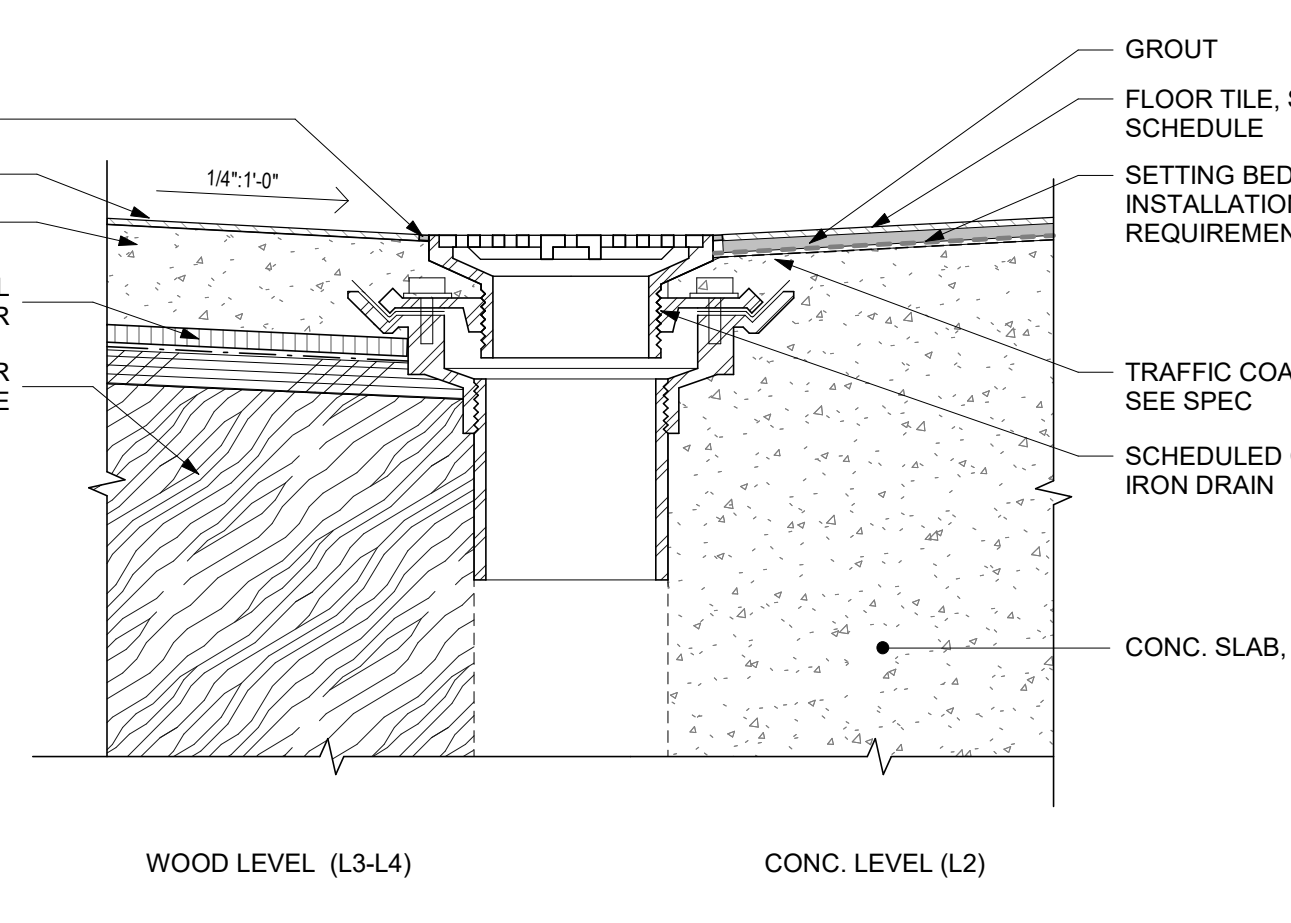 GROUT
FLOOR TILE,
SCHEDULE
SETTING BED
INSTALLATION
REQUIREMEN
1/4":1'-0"
L
R
R
E
TRAFFIC COA
SEE SPEC
SCHEDULED
IRON DRAIN
CONC. SLAB,
WOOD LEVEL (L3-L4)
CONC. LEVEL (L2)